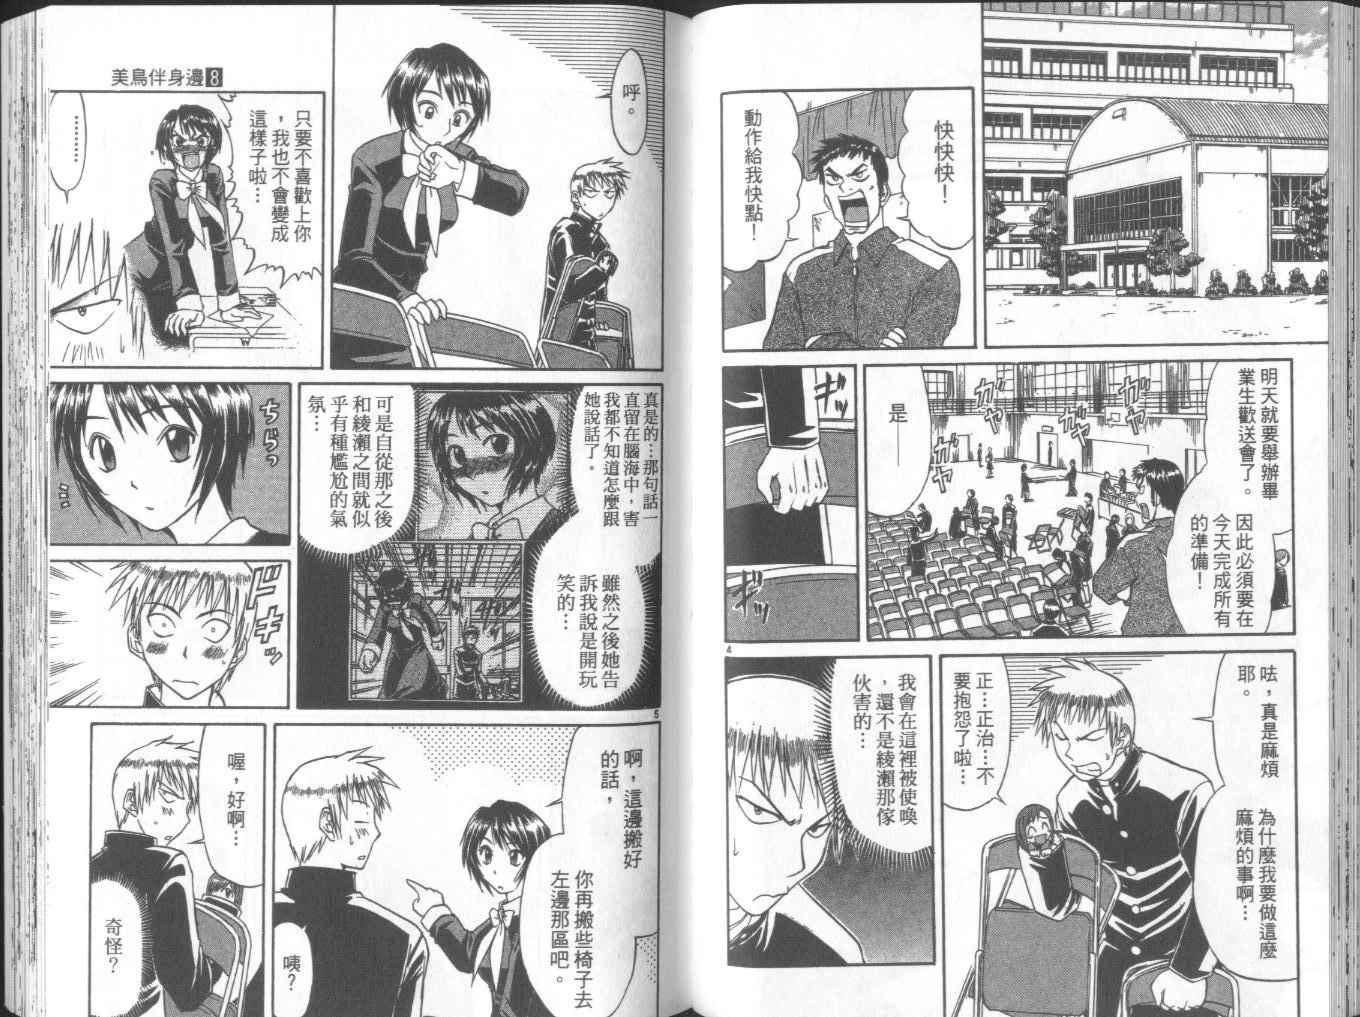 快快快！
動作給我快點！
明天就要舉辦畢
業生歡送會了。
因此必須要在
今天完成所有
的準備！
ガヤ
ガヤ
ガヤ
是——
ギッ
ギッ
4
呿，真是麻煩
耶。
為什麼我要做這麼
麻煩的事啊…
正…正治…不
要抱怨了啦…
我會在這裡被使喚
，還不是綾瀨那傢
伙害的…
美鳥伴身邊8
呼。
只要不喜歡上你
，我也不會變成
這樣子啦…
………
真是的…那句話一
直留在腦海中，害
我都不知道怎麼跟
她說話了。
雖然之後她告
訴我說是開玩
笑的…
可是自從那之後
和綾瀨之間就似
乎有種尷尬的氣
氛…
ちらっ
ドキ
5
啊，這邊搬好
的話，
你再搬些椅子去
左邊那區吧。
咦？
喔，好啊…
奇怪？